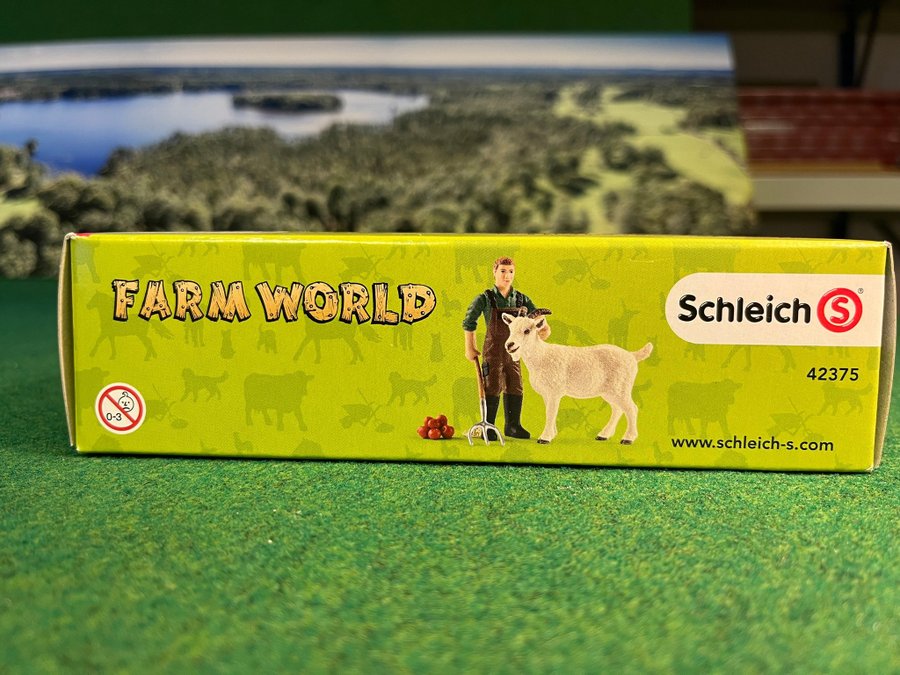 FARM WORLD
Schleich S®
42375
0-3
www.schleich-s.com